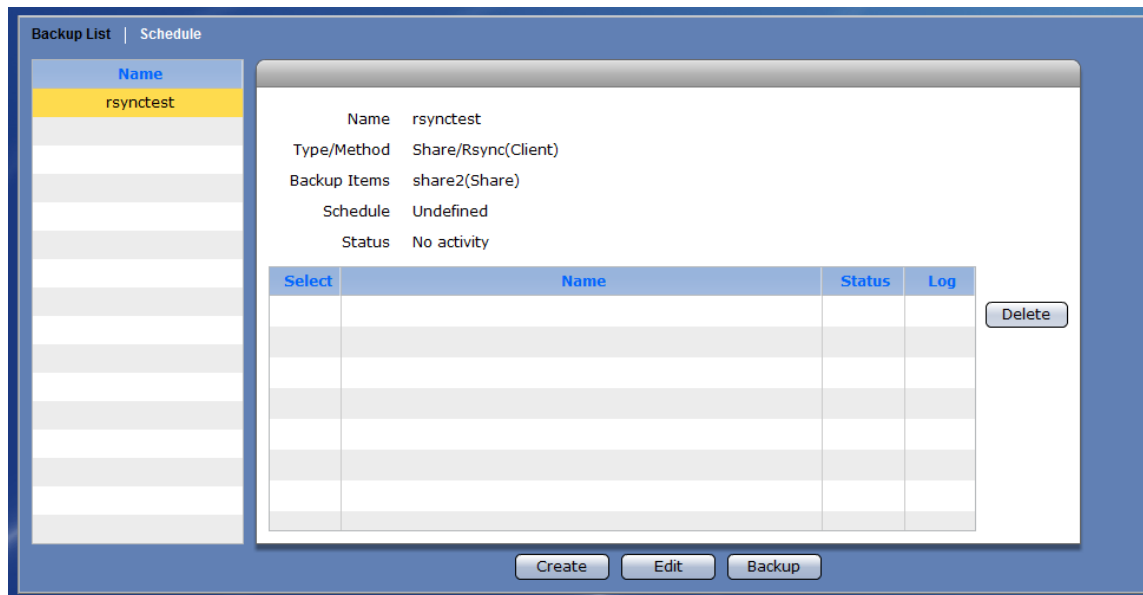 Backup List | Schedule
Name
rsynctest
Name rsynctest
Type/Method Share/Rsync(Client)
Backup Items share2(Share)
Schedule Undefined
Status No activity
Select Name Status Log
Delete
Create Edit Backup